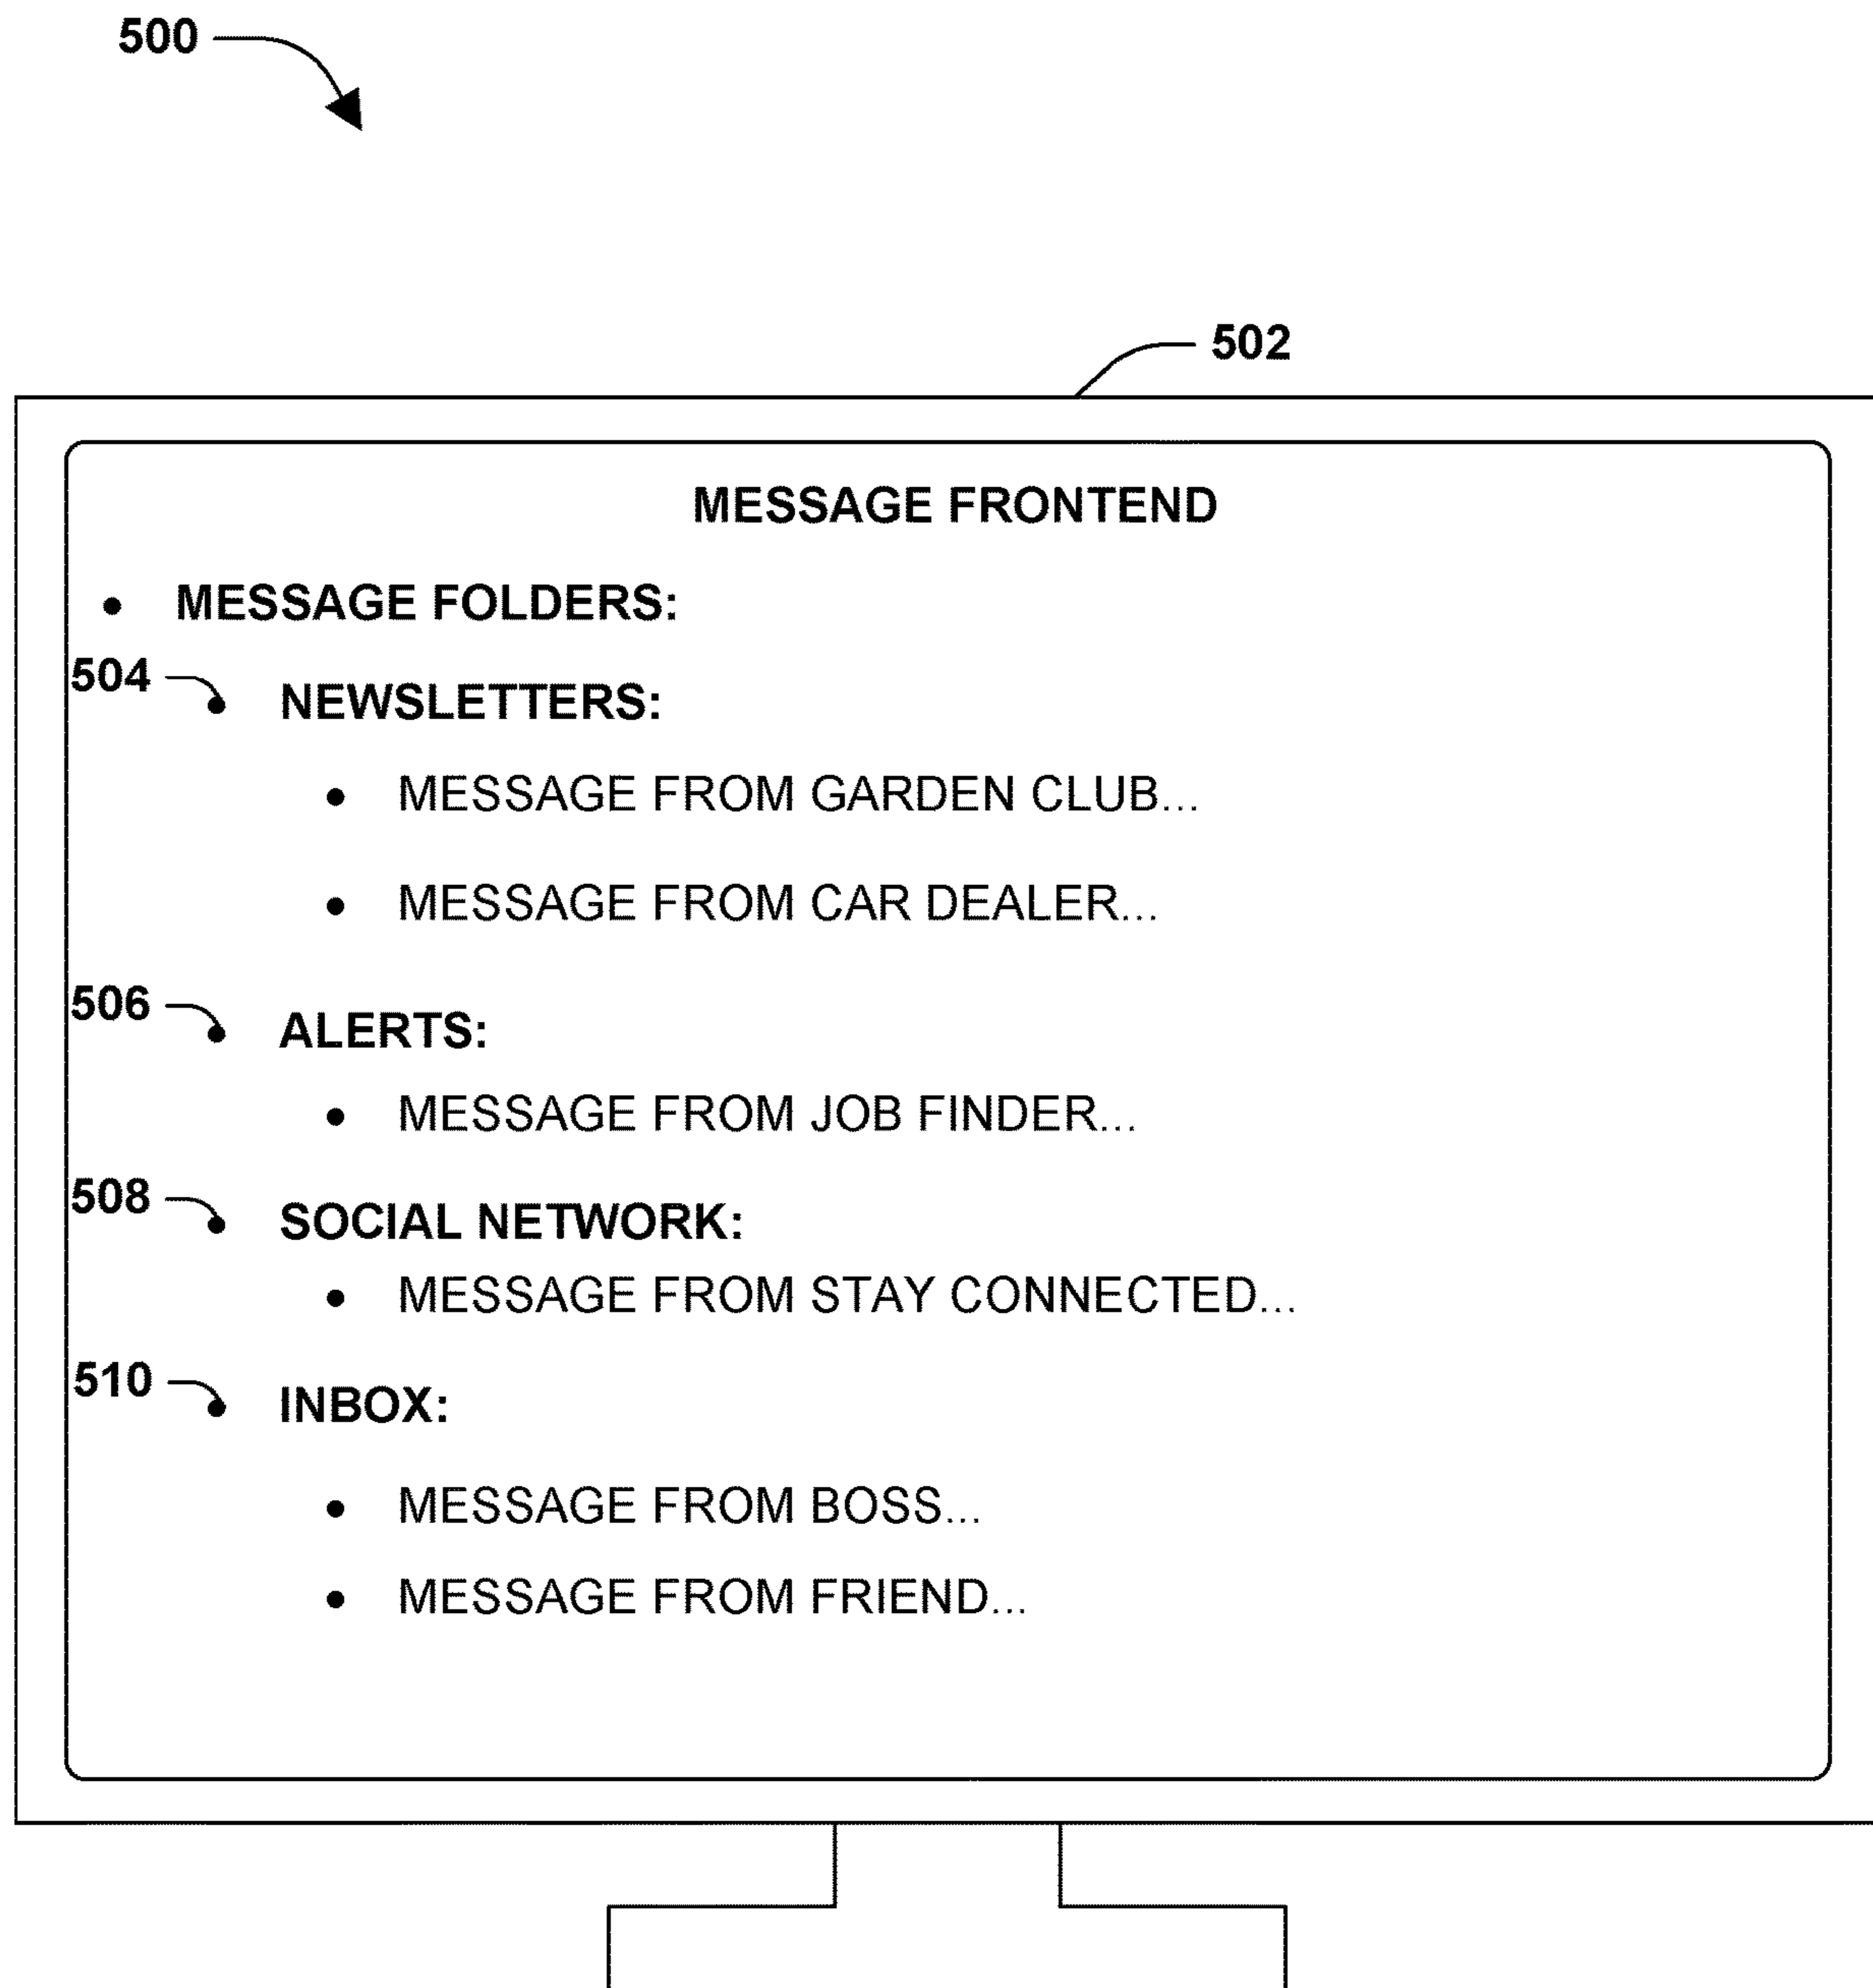 500
502
MESSAGE FRONTEND
• MESSAGE FOLDERS:
504
• NEWSLETTERS:
• MESSAGE FROM GARDEN CLUB...
• MESSAGE FROM CAR DEALER...
506
• ALERTS:
• MESSAGE FROM JOB FINDER...
508
• SOCIAL NETWORK:
• MESSAGE FROM STAY CONNECTED...
510
• INBOX:
• MESSAGE FROM BOSS...
• MESSAGE FROM FRIEND...